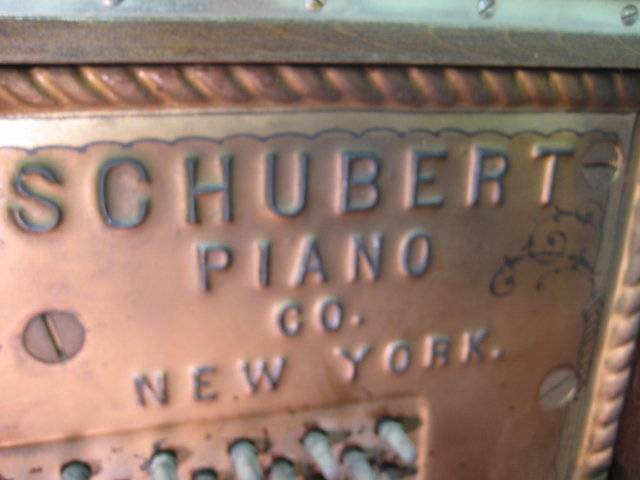 SCHUBERT
PIANO
CO.
NEW YORK.